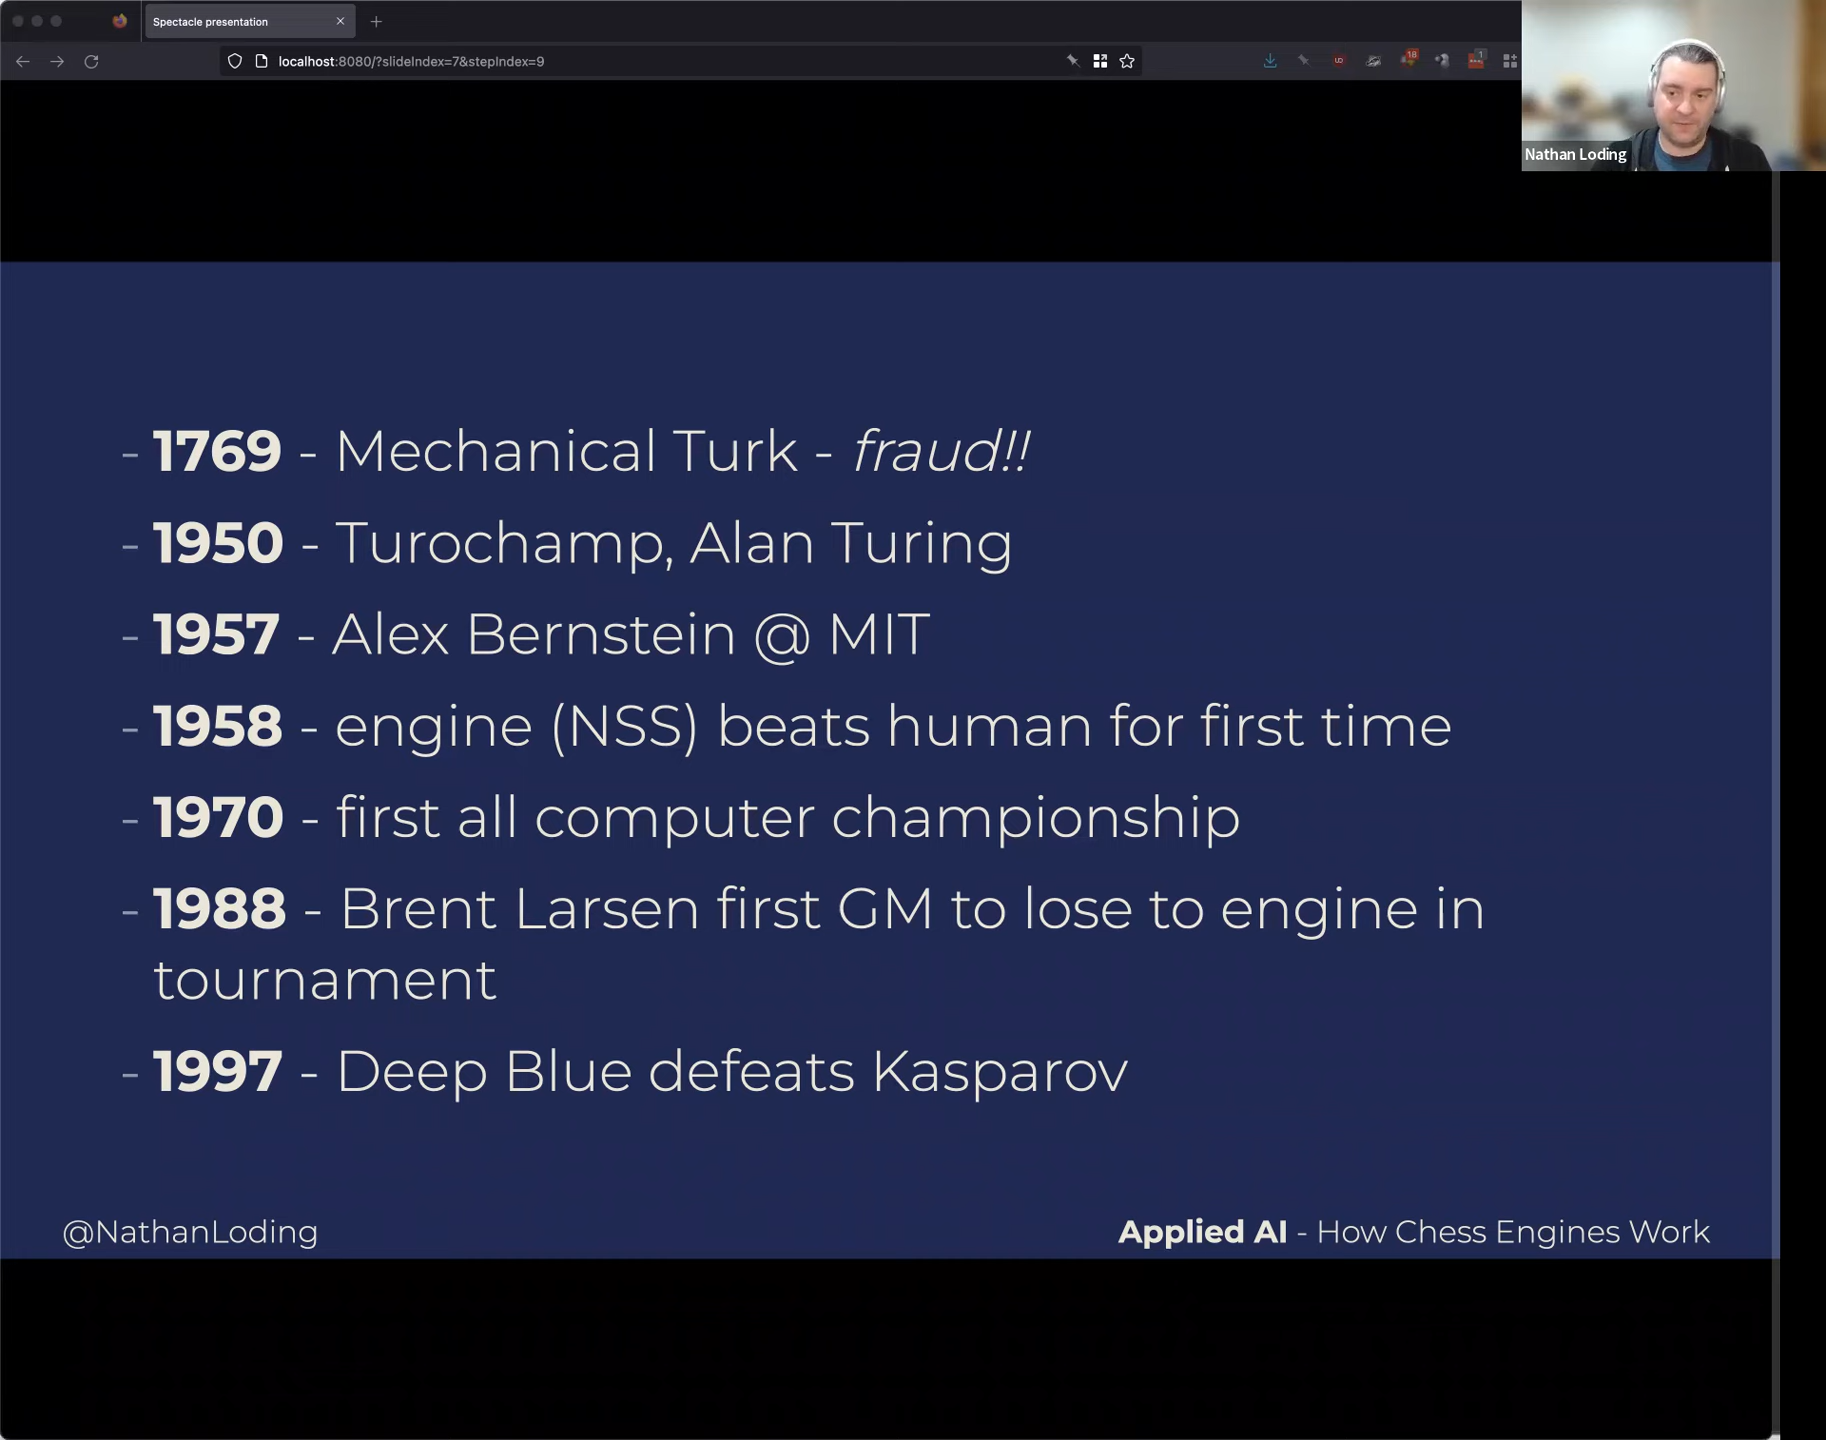 Spectacle presentation
localhost:8080/?slideIndex=7&stepIndex=9
18
1
Nathan Loding
- 1769 - Mechanical Turk - fraud!!
- 1950 - Turochamp, Alan Turing
- 1957 - Alex Bernstein @ MIT
- 1958 - engine (NSS) beats human for first time
- 1970 - first all computer championship
- 1988 - Brent Larsen first GM to lose to engine in
tournament
- 1997 - Deep Blue defeats Kasparov
@NathanLoding
Applied AI - How Chess Engines Work